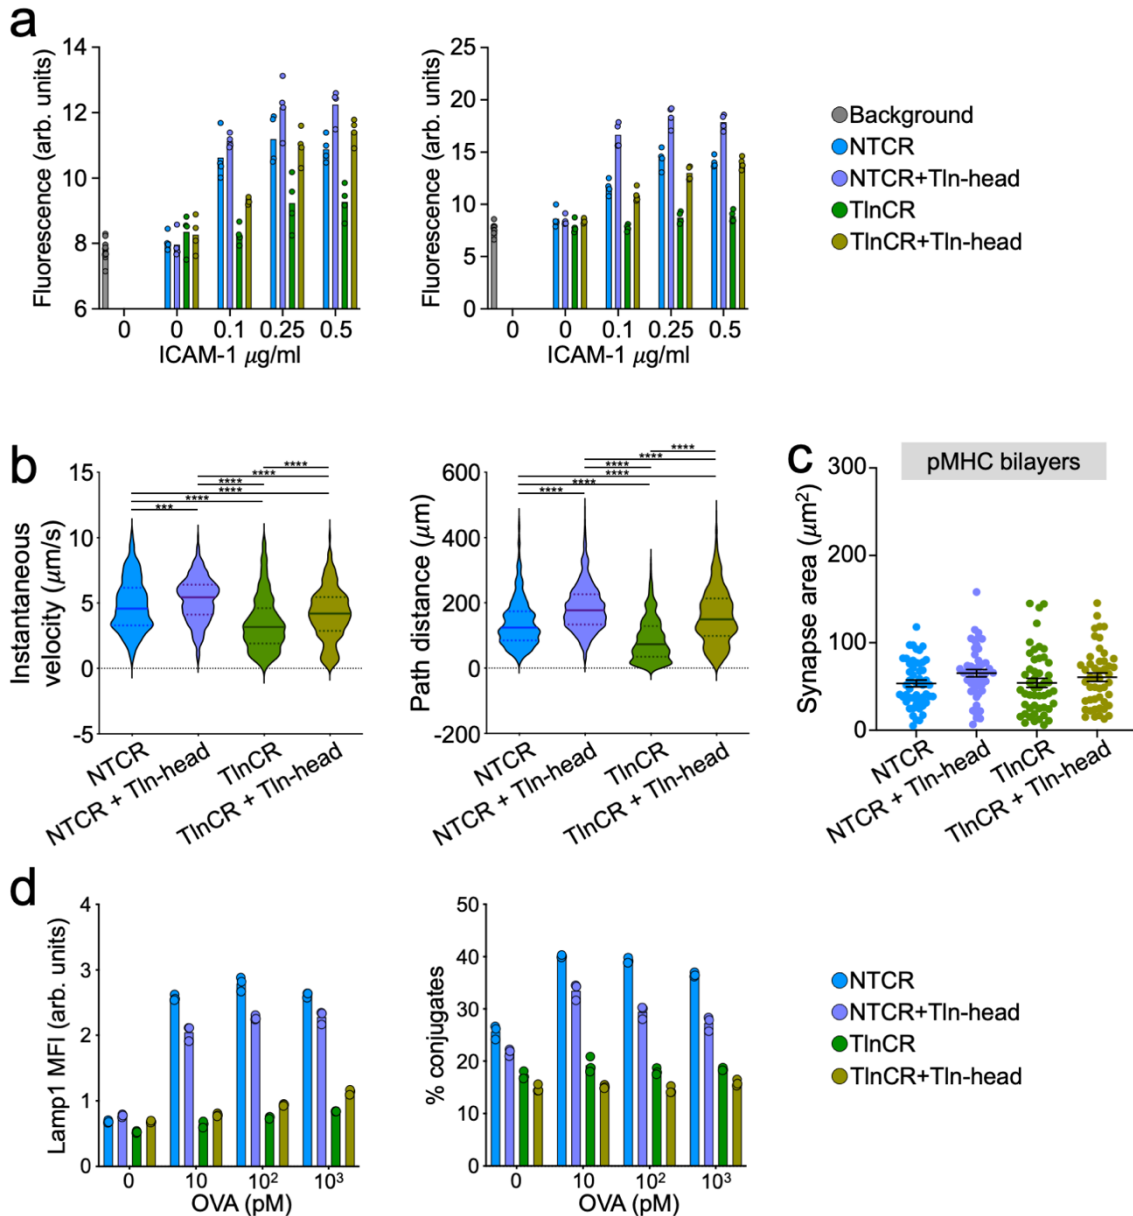 a
Fluorescence (arb. units)
14
12
10
8
6
0
0
0.1
0.25
0.5
ICAM-1 µg/ml
Fluorescence (arb. units)
25
20
15
10
5
0
0
0
0.1
0.25
0.5
ICAM-1 µg/ml
Background
NTCR
NTCR+Tln-head
TlnCR
TlnCR+Tln-head
b
Instantaneous
velocity (µm/s)
15
10
5
0
-5
****
****
****
****
****
***
NTCR
NTCR + Tln-head
TlnCR
TlnCR + Tln-head
Path distance (µm)
600
400
200
0
-200
****
****
****
****
****
****
NTCR
NTCR + Tln-head
TlnCR
TlnCR + Tln-head
c
pMHC bilayers
Synapse area (µm²)
300
200
100
0
NTCR
NTCR + Tln-head
TlnCR
TlnCR + Tln-head
d
Lamp1 MFI (arb. units)
4
3
2
1
0
0
10
10²
10³
OVA (pM)
% conjugates
50
40
30
20
10
0
0
10
10²
10³
OVA (pM)
NTCR
NTCR+Tln-head
TlnCR
TlnCR+Tln-head